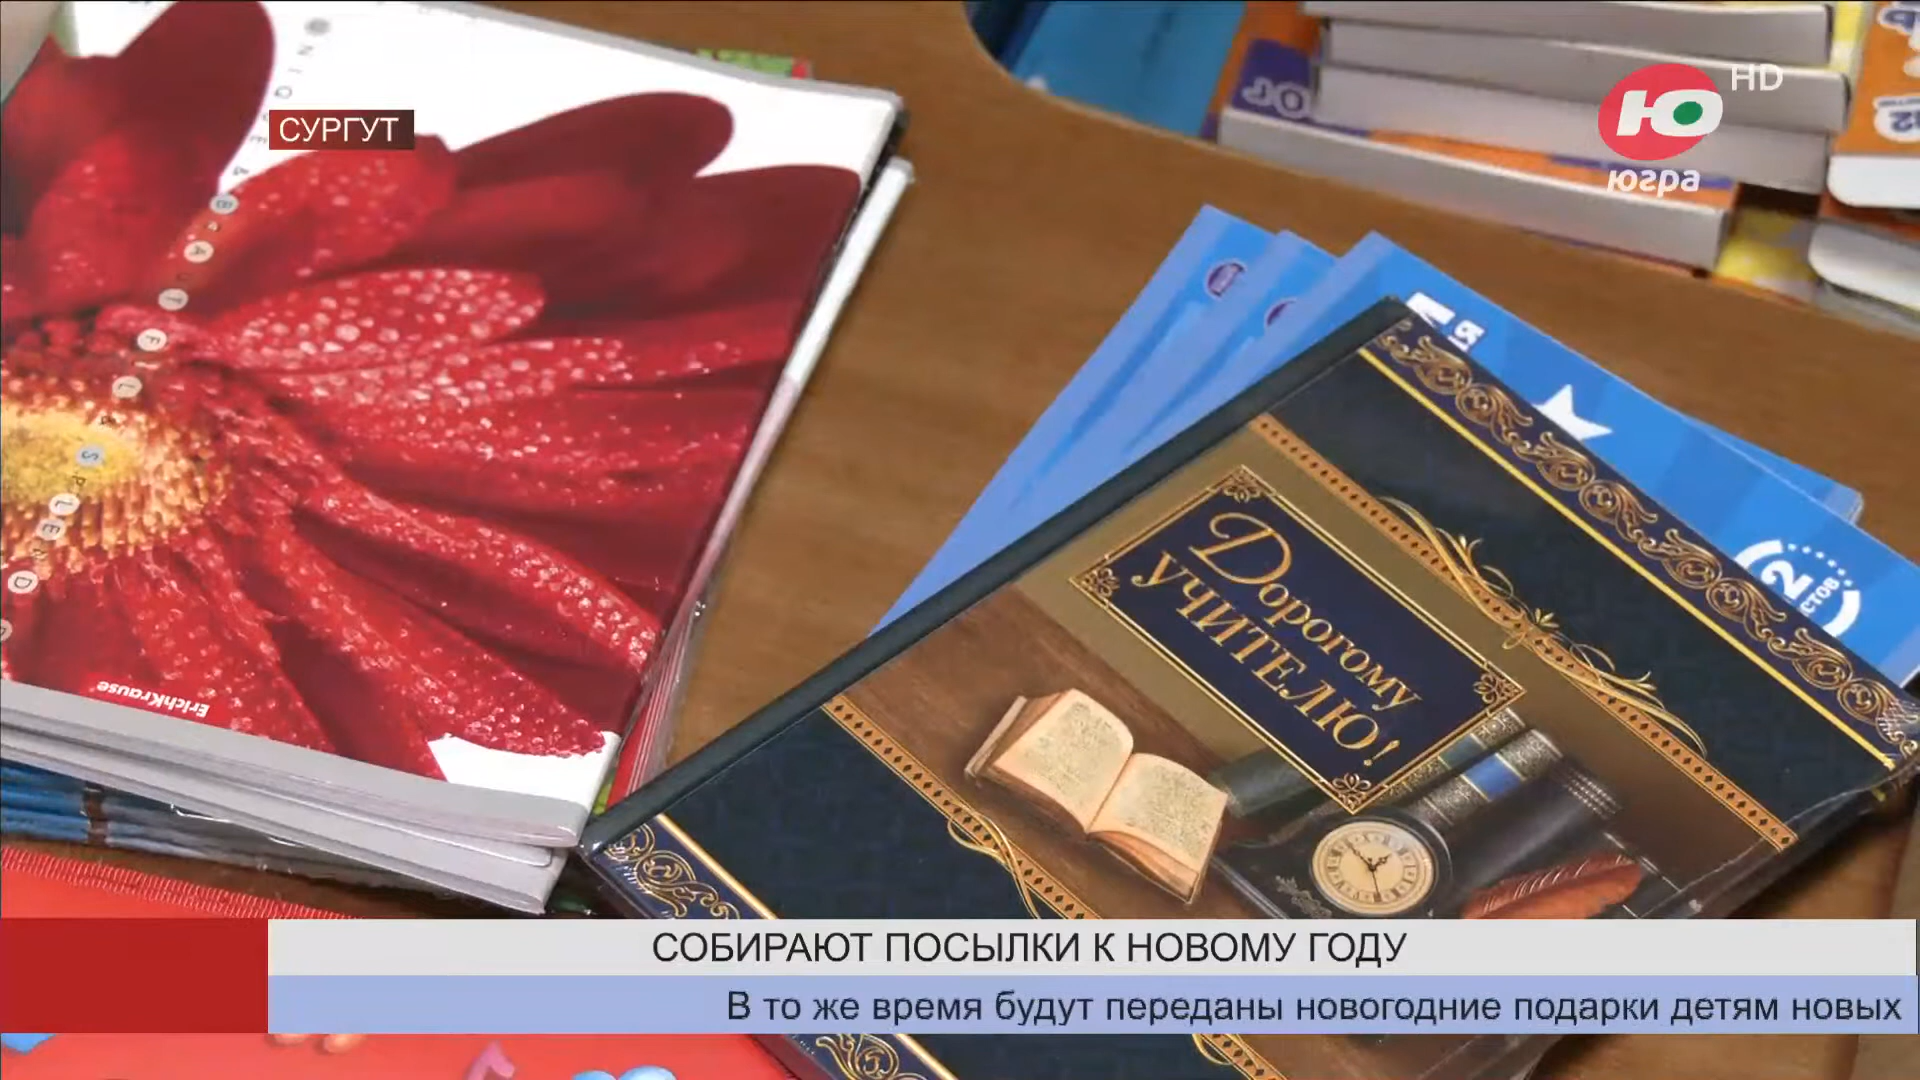 HD
Ю
югра
СУРГУТ
ErichKrause
Дорогому
УЧИТЕЛЮ!
СОБИРАЮТ ПОСЫЛКИ К НОВОМУ ГОДУ
В то же время будут переданы новогодние подарки детям новых